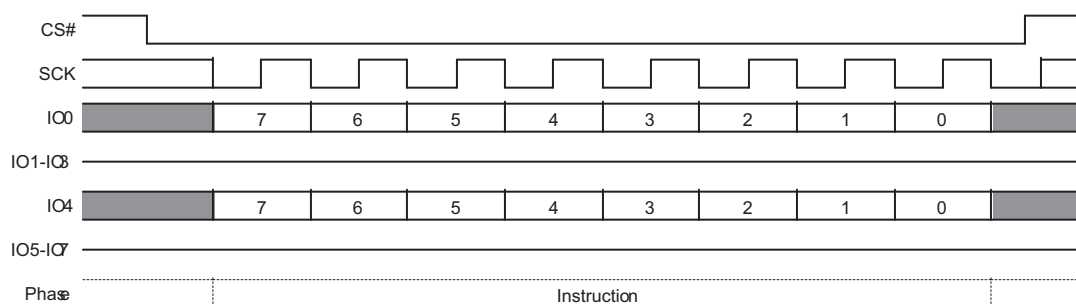 CS#
SCK
IO0 7 6 5 4 3 2 1 0
IO1-IO3
IO4 7 6 5 4 3 2 1 0
IO5-IO7
Phase Instruction